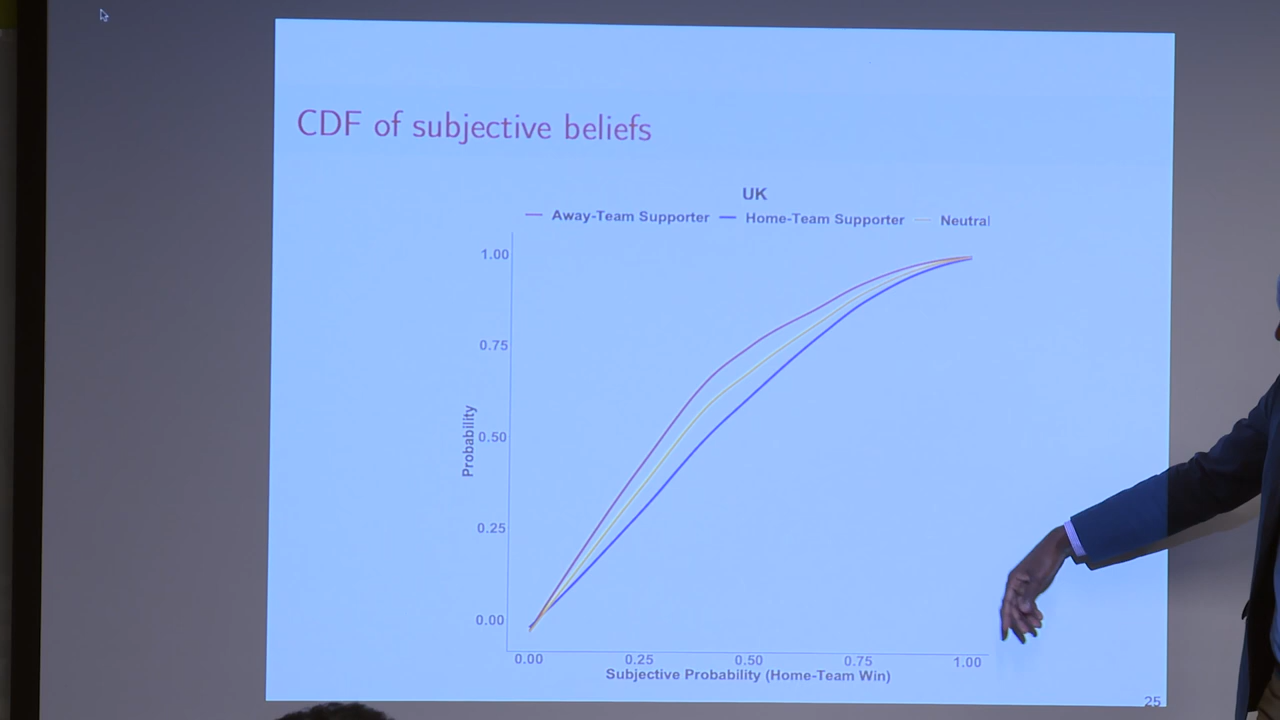 CDF of subjective beliefs
UK
Away-Team Supporter Home-Team Supporter Neutral
1.00
0.75
0.50
0.25
0.00
Probability
0.00 0.25 0.50 0.75 1.00
Subjective Probability (Home-Team Win)
25